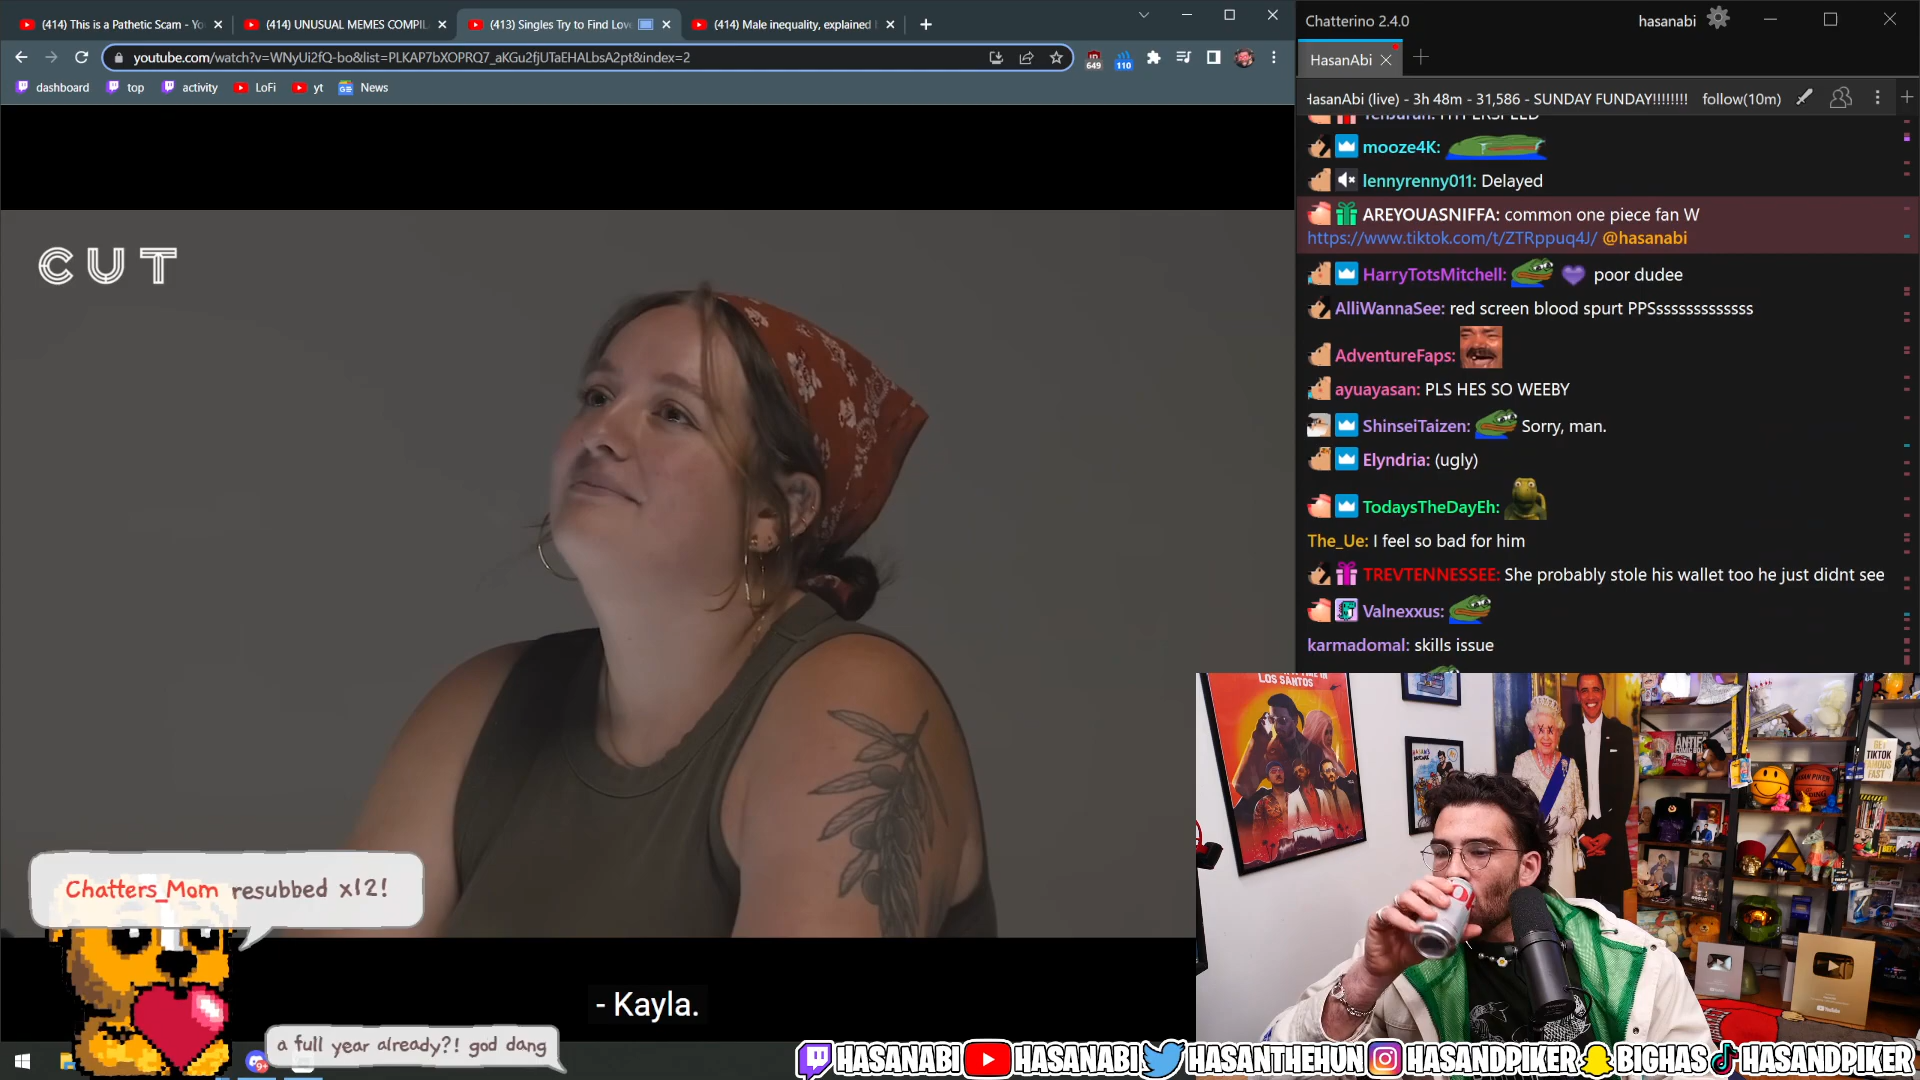 (414) This is a Pathetic Scam - Yo
(414) UNUSUAL MEMES COMPIL
(413) Singles Try to Find Love
(414) Male inequality, explained
youtube.com/watch?v=WNyUi2fQ-bo&list=PLKAP7bXOPRQ7_aKGu2fjUTaEHALbsA2pt&index=2
649
110
dashboard
top
activity
LoFi
yt
News
Chatterino 2.4.0
hasanabi
HasanAbi
HasanAbi (live) - 3h 48m - 31,586 - SUNDAY FUNDAY!!!!!!!!
follow(10m)
mooze4K:
lennyrenny011: Delayed
AREYOUASNIFFA: common one piece fan W
https://www.tiktok.com/t/ZTRppuq4J/ @hasanabi
HarryTotsMitchell: poor dudee
AlliWannaSee: red screen blood spurt PPSsssssssssssss
AdventureFaps:
ayuayasan: PLS HES SO WEEBY
ShinseiTaizen: Sorry, man.
Elyndria: (ugly)
TodaysTheDayEh:
The_Ue: I feel so bad for him
TREVTENNESSEE: She probably stole his wallet too he just didnt see
Valnexxus:
karmadomal: skills issue
CUT
LOS SANTOS
Chatters_Mom resubbed x12!
- Kayla.
a full year already?! god dang
HASANABI HASANABI HASANTHEHUN HASANDPIKER BIGHAS HASANDPIKER